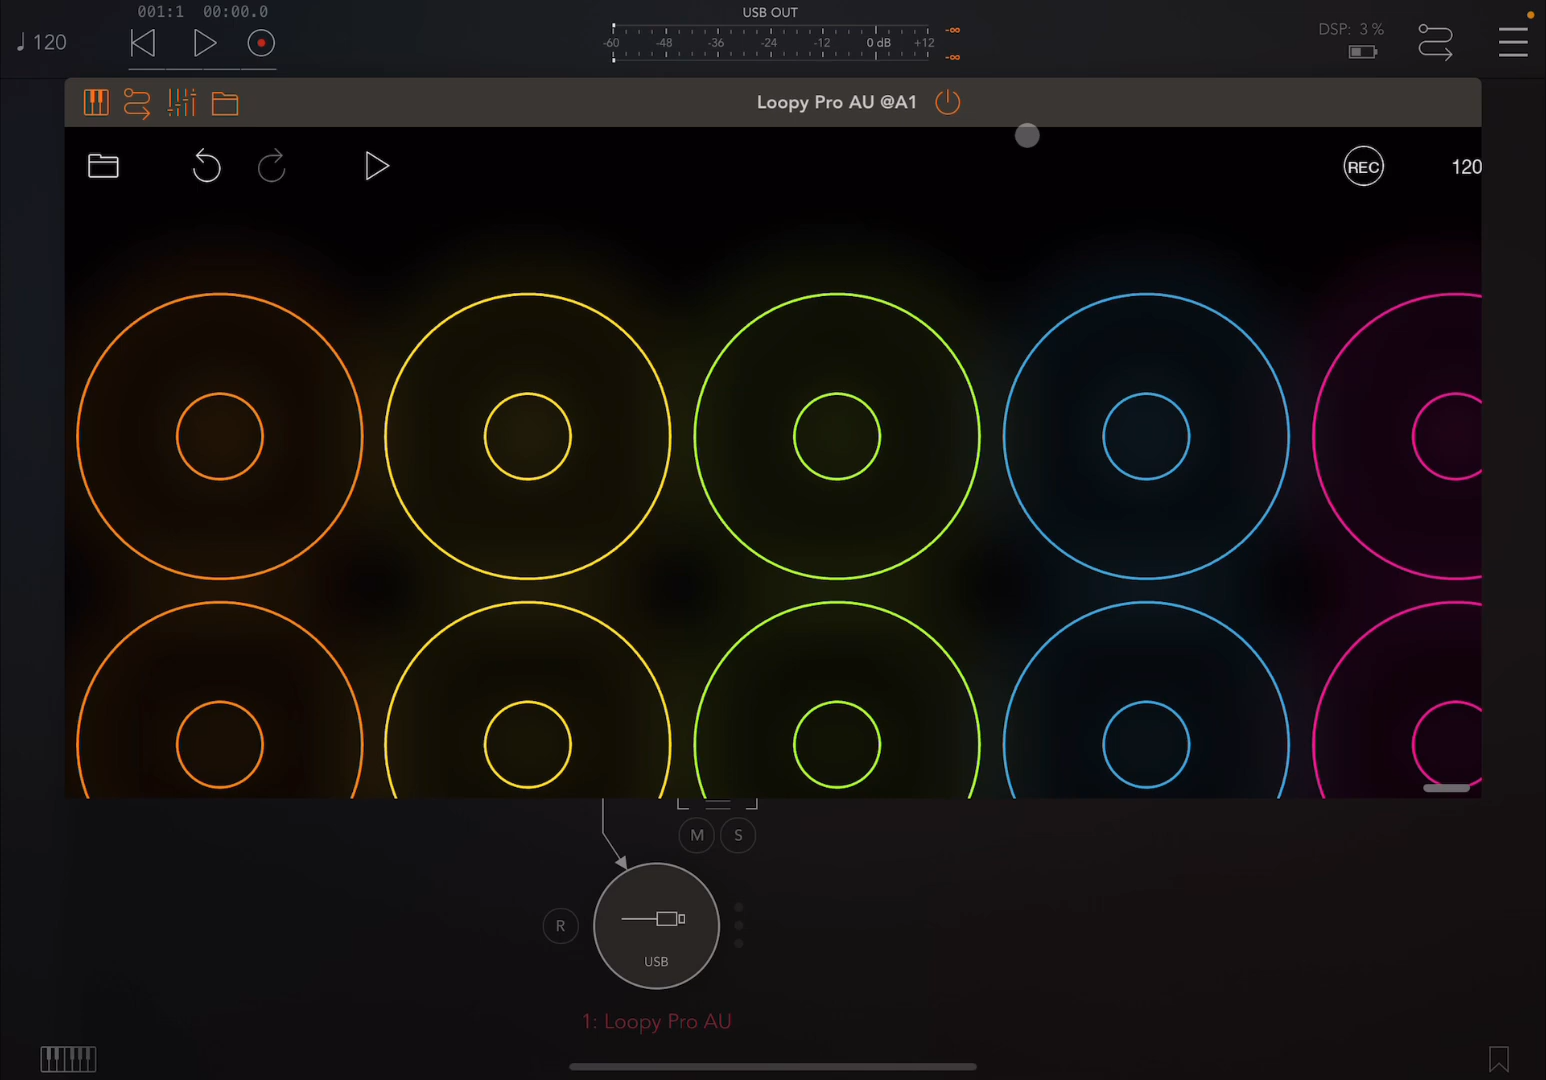 001:1 00:00.0
USB OUT
120
-60 -48 -36 -24 -12 0 dB +12
-∞
-∞
DSP: 3 %
Loopy Pro AU @A1
REC
120
M S
R
USB
1: Loopy Pro AU